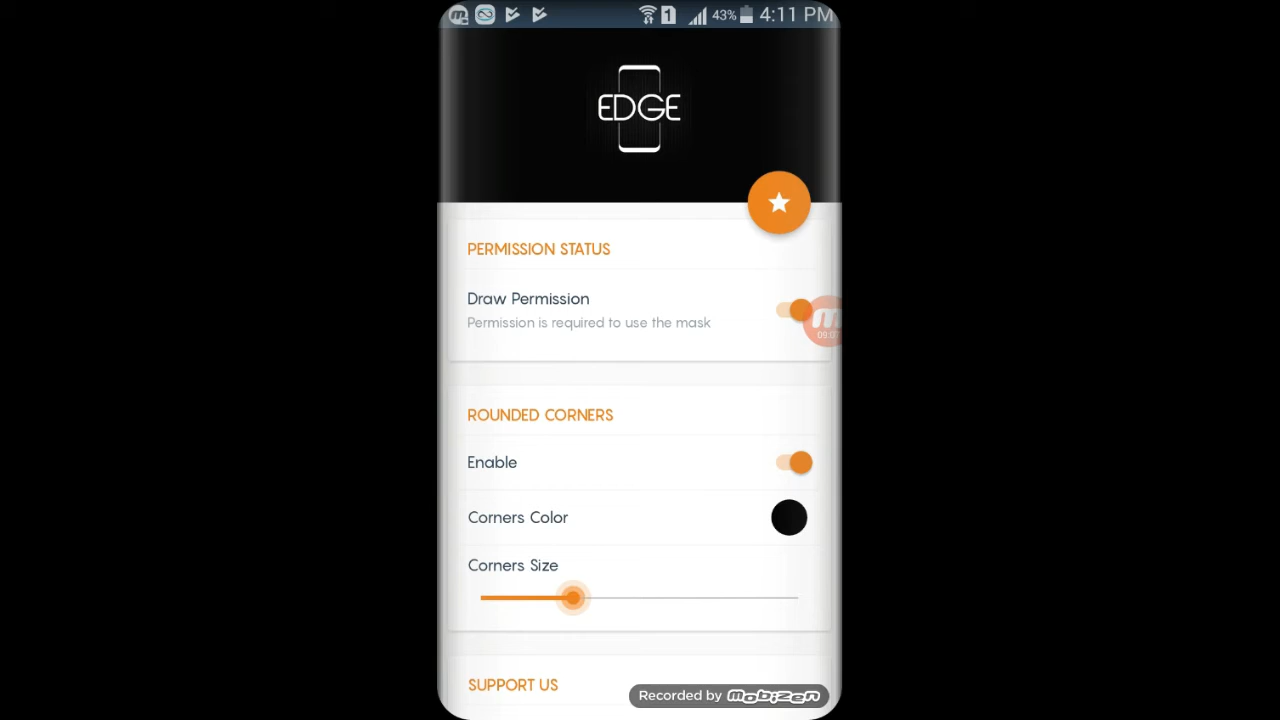 1 43% 4:11 PM
EDGE
PERMISSION STATUS
Draw Permission
Permission is required to use the mask
ROUNDED CORNERS
Enable
Corners Color
Corners Size
SUPPORT US
Recorded by mobizen